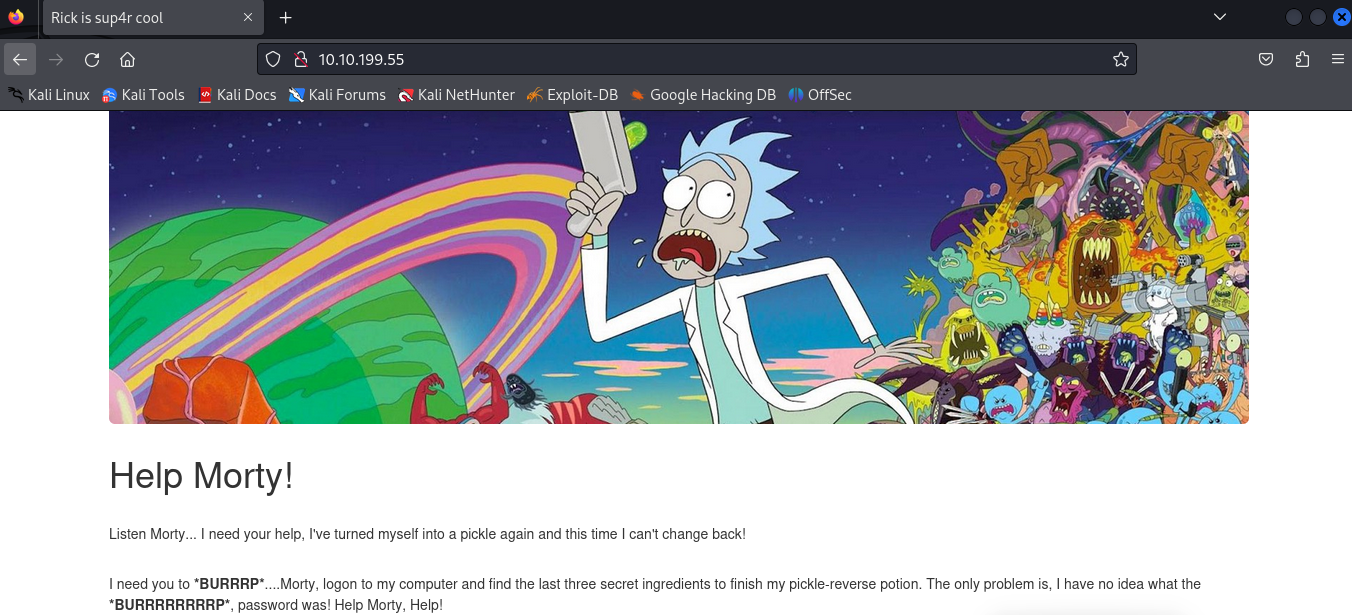 Rick is sup4r cool
10.10.199.55
Kali Linux Kali Tools Kali Docs Kali Forums Kali NetHunter Exploit-DB Google Hacking DB OffSec
Help Morty!
Listen Morty... I need your help, I've turned myself into a pickle again and this time I can't change back!
I need you to *BURRRP*....Morty, logon to my computer and find the last three secret ingredients to finish my pickle-reverse potion. The only problem is, I have no idea what the
*BURRRRRRRRP*, password was! Help Morty, Help!